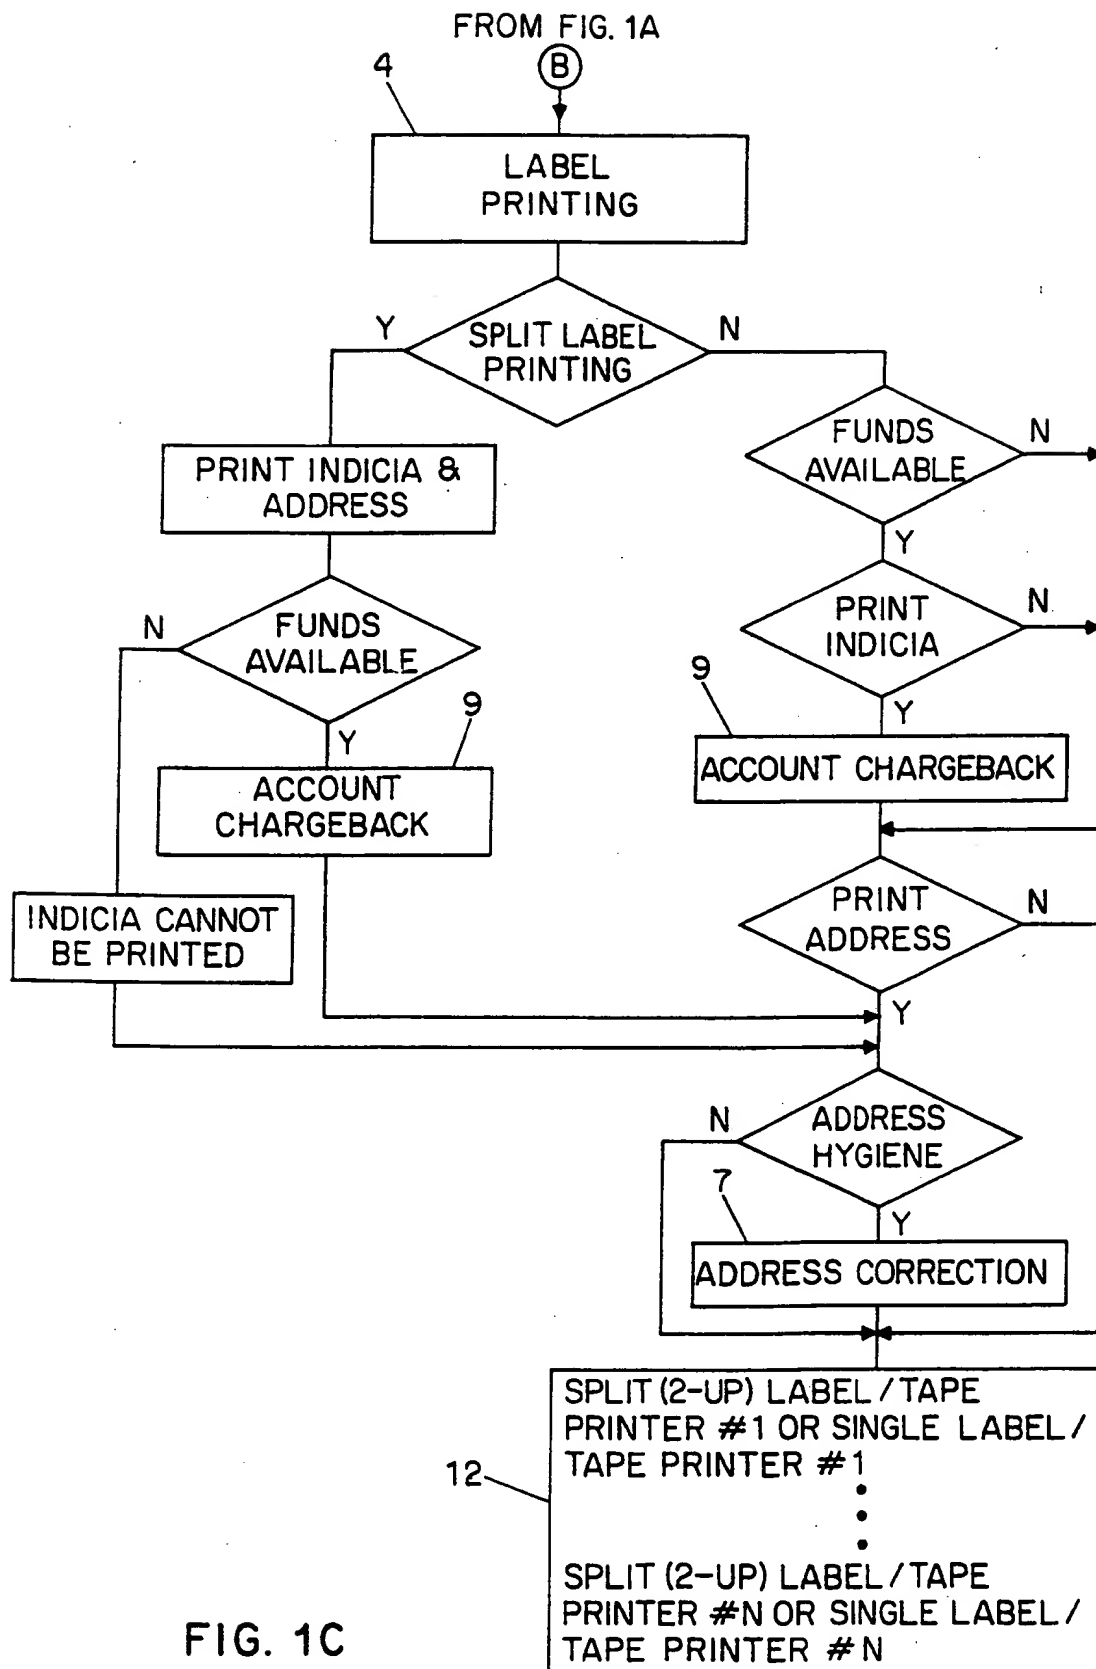 FROM FIG. 1A
B
4
LABEL
PRINTING
Y
SPLIT LABEL
PRINTING
N
PRINT INDICIA &
ADDRESS
FUNDS
AVAILABLE
N
Y
N
FUNDS
AVAILABLE
Y
PRINT
INDICIA
N
Y
9
ACCOUNT
CHARGEBACK
9
ACCOUNT CHARGEBACK
INDICIA CANNOT
BE PRINTED
PRINT
ADDRESS
N
Y
N
ADDRESS
HYGIENE
Y
7
ADDRESS CORRECTION
12
SPLIT (2-UP) LABEL / TAPE
PRINTER #1 OR SINGLE LABEL /
TAPE PRINTER #1
SPLIT (2-UP) LABEL / TAPE
PRINTER #N OR SINGLE LABEL /
TAPE PRINTER #N
FIG. 1C